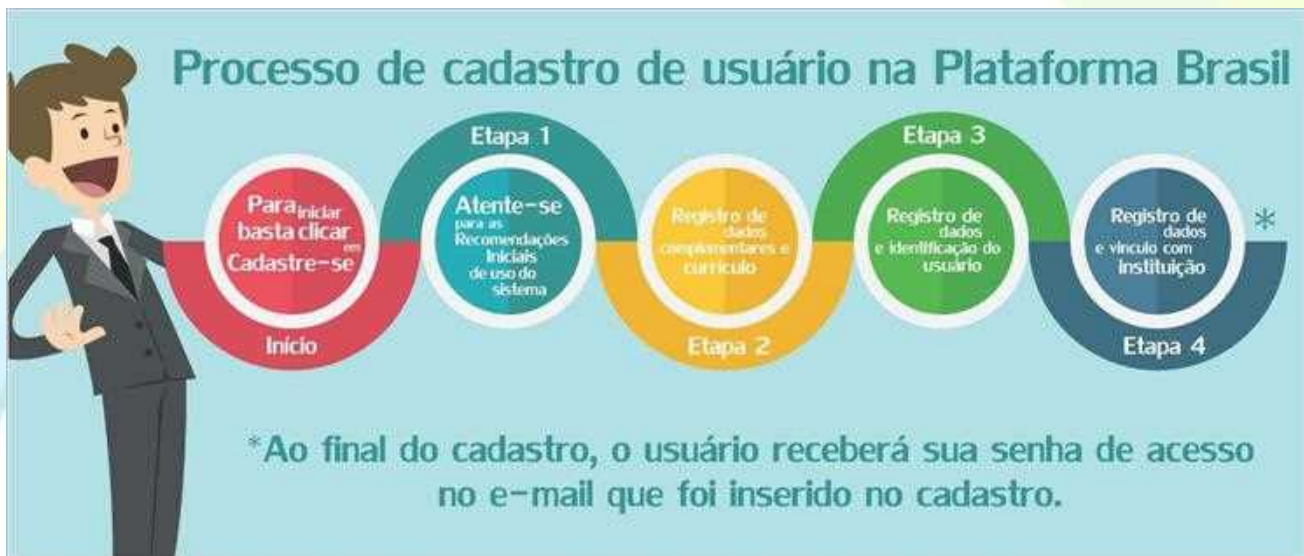 Processo de cadastro de usuário na Plataforma Brasil
Para iniciar
basta clicar
em
Cadastre-se
Início
Etapa 1
Atente-se
para as
Recomendações
Iniciais
de uso do
sistema
Registro de
dados
complementares e
currículo
Etapa 2
Etapa 3
Registro de
dados
e identificação do
usuário
Registro de
dados
e vínculo com
instituição
*
Etapa 4
*Ao final do cadastro, o usuário receberá sua senha de acesso
no e-mail que foi inserido no cadastro.